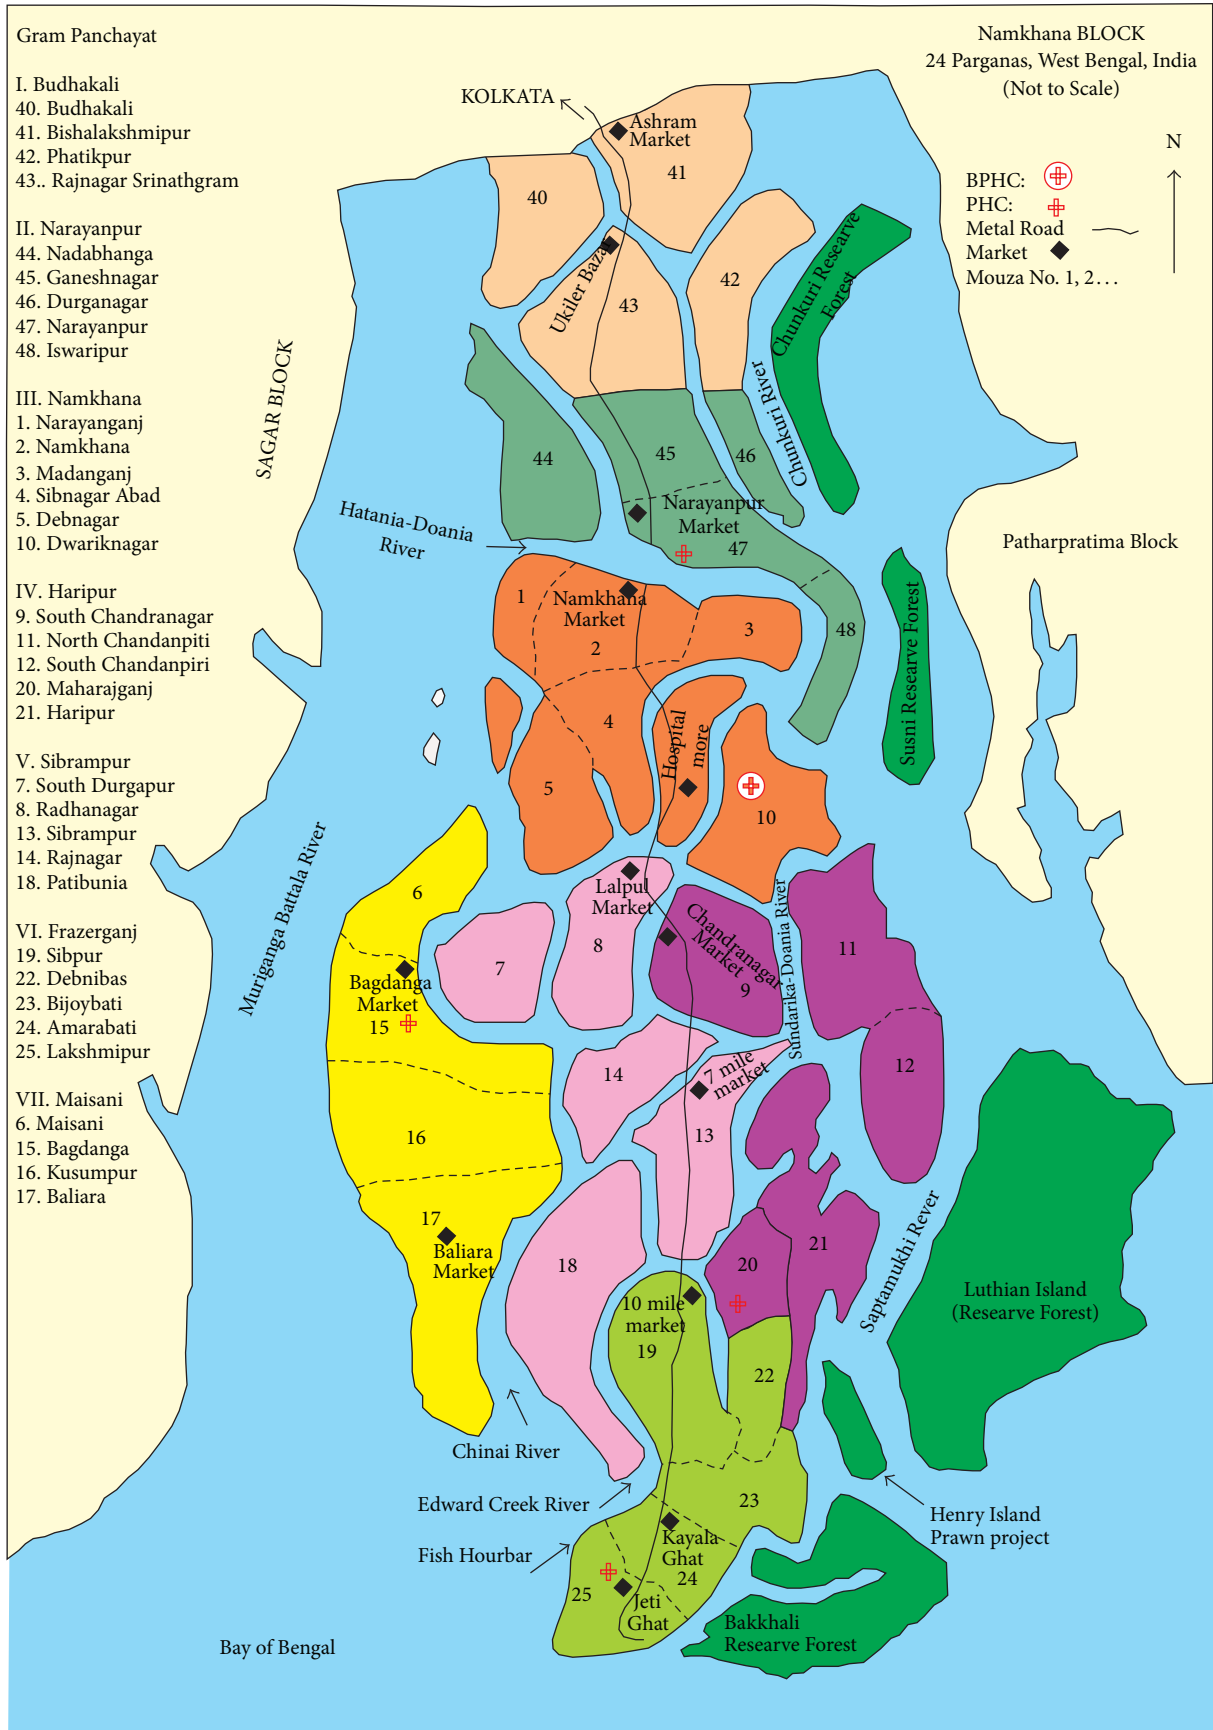 Gram Panchayat
I. Budhakali
40. Budhakali
41. Bishalakshmipur
42. Phatikpur
43.. Rajnagar Srinathgram
II. Narayanpur
44. Nadabhanga
45. Ganeshnagar
46. Durganagar
47. Narayanpur
48. Iswaripur
III. Namkhana
1. Narayanganj
2. Namkhana
3. Madanganj
4. Sibnagar Abad
5. Debnagar
10. Dwariknagar
IV. Haripur
9. South Chandranagar
11. North Chandanpiti
12. South Chandanpiri
20. Maharajganj
21. Haripur
V. Sibrampur
7. South Durgapur
8. Radhanagar
13. Sibrampur
14. Rajnagar
18. Patibunia
VI. Frazerganj
19. Sibpur
22. Debnibas
23. Bijoybati
24. Amarabati
25. Lakshmipur
VII. Maisani
6. Maisani
15. Bagdanga
16. Kusumpur
17. Baliara
Namkhana BLOCK
24 Parganas, West Bengal, India
(Not to Scale)
N
BPHC:
PHC:
Metal Road
Market
Mouza No. 1, 2...
KOLKATA
Ashram
Market
41
40
Ukiler Bazar
43
42
Chunkuri Researve
Forest
SAGAR BLOCK
Chunkuri River
44
45
46
Narayanpur
Market
47
Hatania-Doania
River
Patharpratima Block
1
Namkhana
Market
2
3
48
Susni Researve Forest
4
5
Hospital
more
10
Muriganga Battala River
6
Lalpul
Market
8
7
Chandranagar
Market
9
Sundarika-Doania River
11
12
Bagdanga
Market
15
14
7 mile
market
13
16
17
Baliara
Market
18
20
21
Saptamukhi Rever
Luthian Island
(Researve Forest)
10 mile
market
19
22
Chinai River
Edward Creek River
23
Henry Island
Prawn project
Fish Hourbar
Kayala
Ghat
24
25
Jeti
Ghat
Bakkhali
Researve Forest
Bay of Bengal